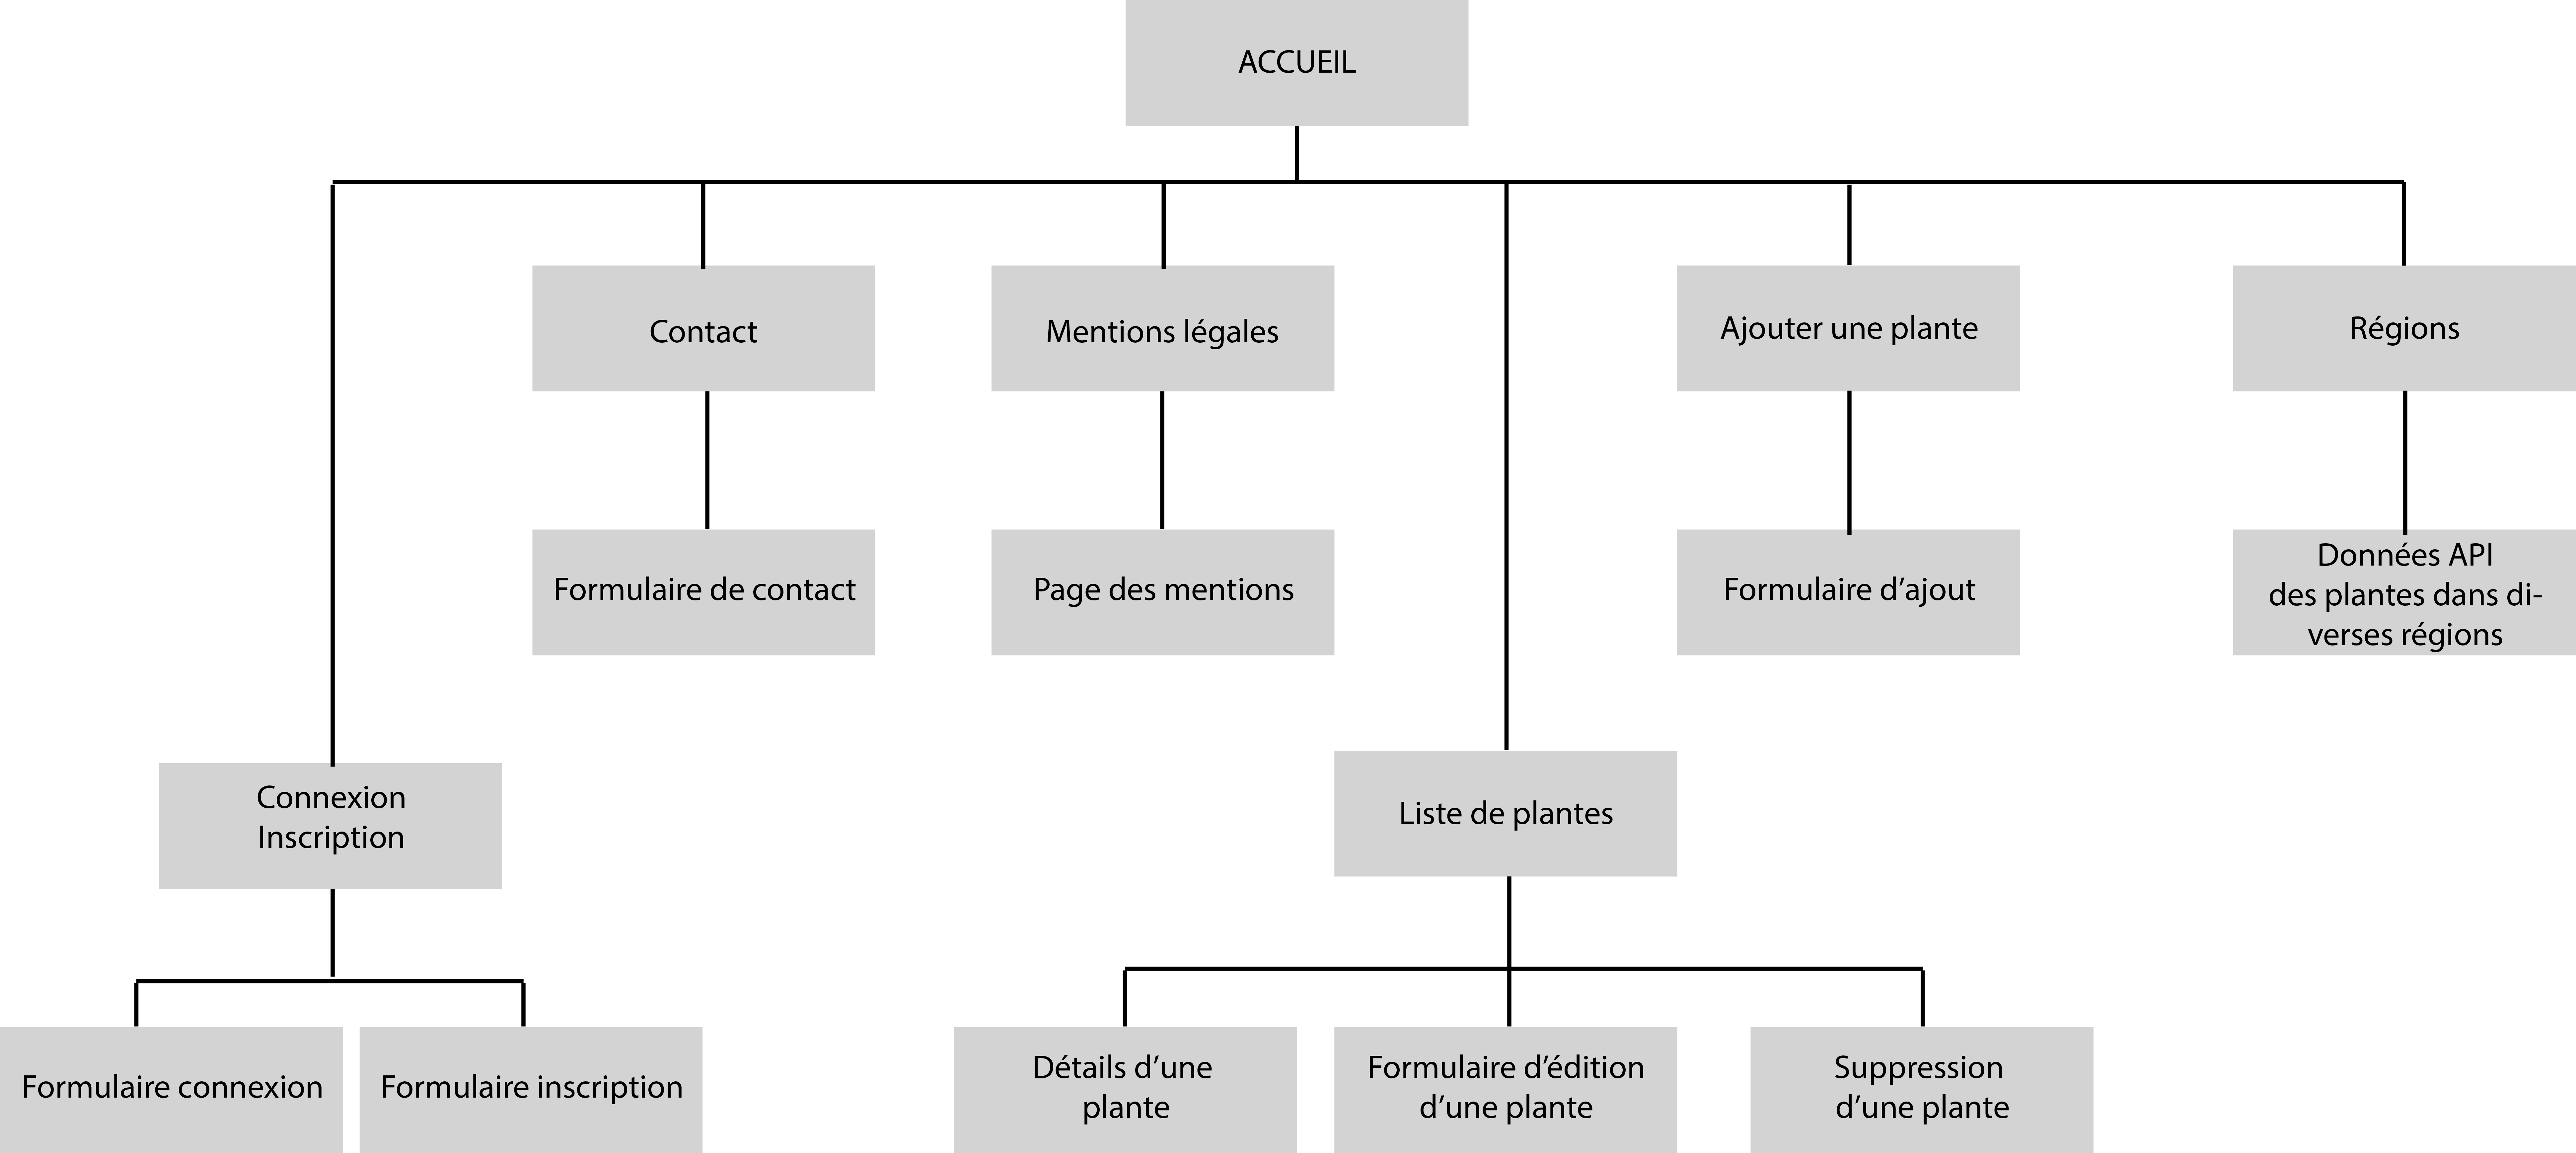 ACCUEIL
Contact
Mentions légales
Ajouter une plante
Régions
Formulaire de contact
Page des mentions
Formulaire d’ajout
Données API
des plantes dans di-
verses régions
Connexion
Inscription
Liste de plantes
Formulaire connexion
Formulaire inscription
Détails d’une
plante
Formulaire d’édition
d’une plante
Suppression
d’une plante